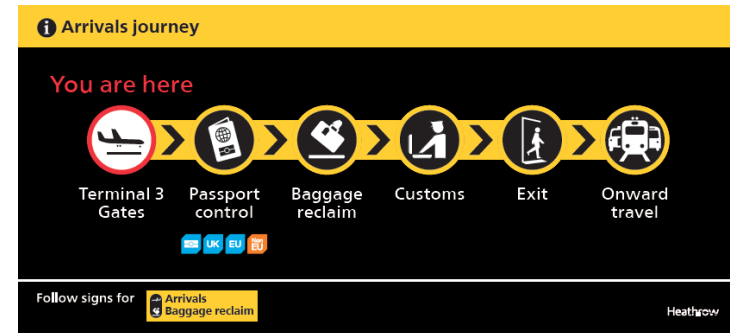 Arrivals journey
You are here
Terminal 3 Gates
Passport control
Baggage reclaim
Customs
Exit
Onward travel
UK
EU
Non EU
Follow signs for
Arrivals
Baggage reclaim
Heathrow